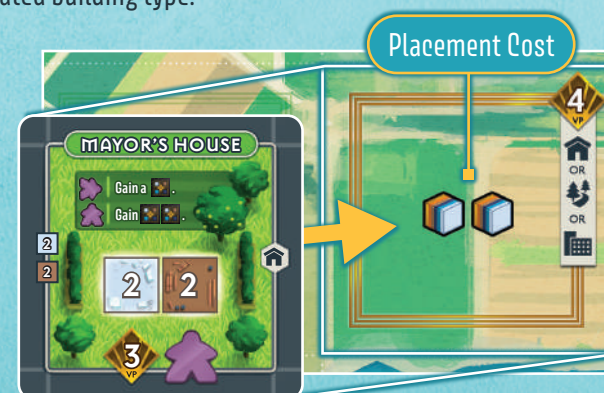 ated building type.
Placement Cost
MAYOR'S HOUSE
Gain a .
Gain .
2
2
2 2
3
VP
4
VP
OR
OR